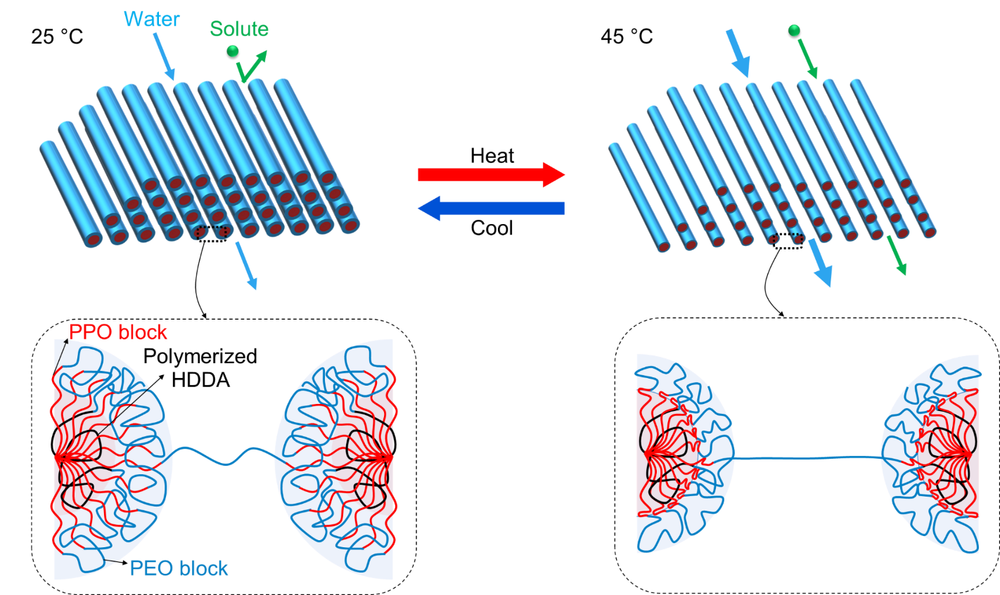 25 °C
Water
Solute
45 °C
Heat
Cool
PPO block
Polymerized
HDDA
PEO block